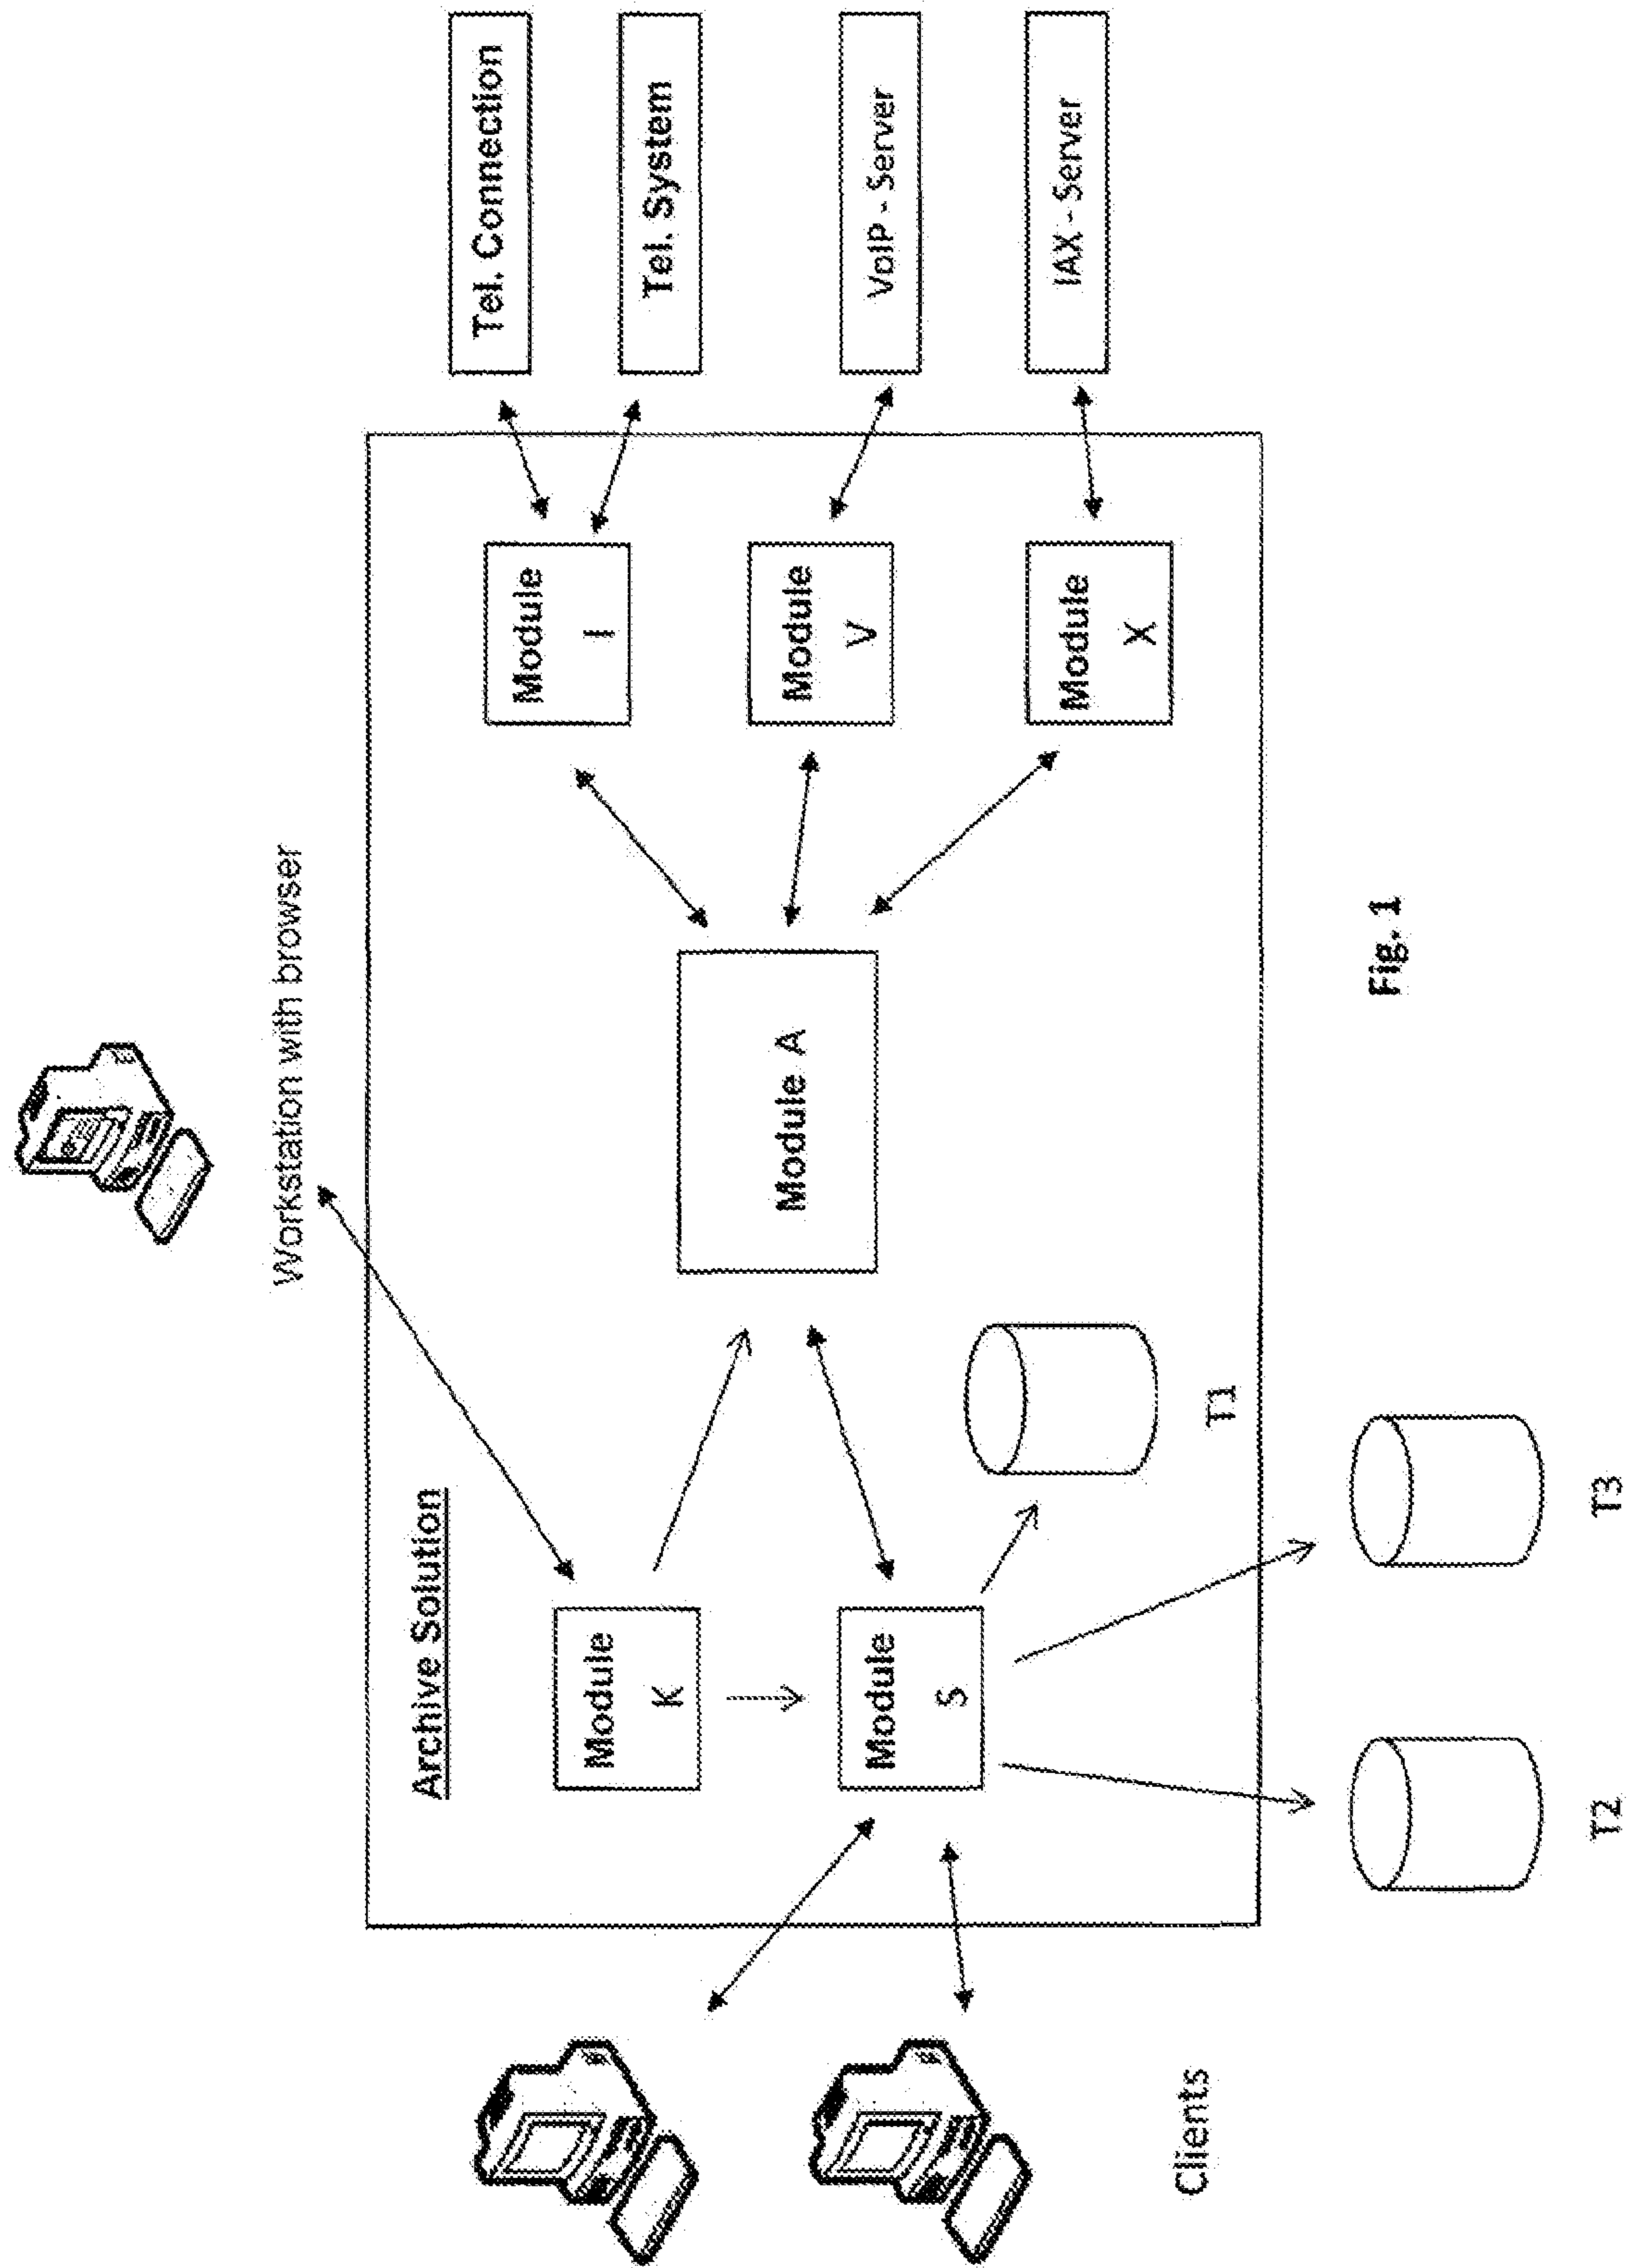 Workstation with browser
Archive Solution
Tel. Connection
Module
K
Module
I
Tel. System
Module A
Module
V
VoIP - Server
Module
S
Module
X
IAX - Server
T1
Clients
T2
T3
Fig. 1